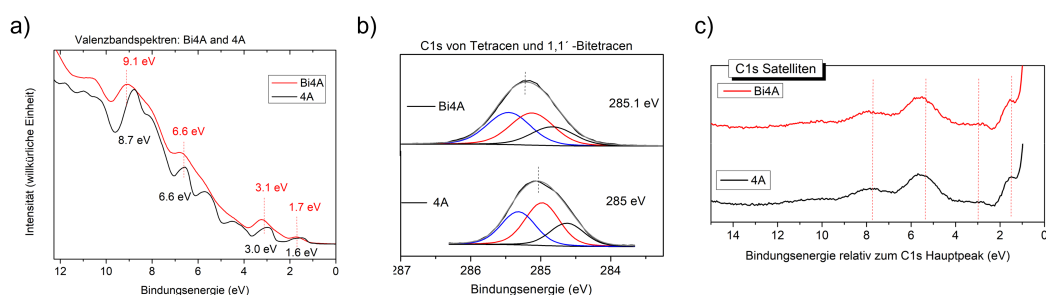 a)
Valenzbandspektren: Bi4A and 4A
9.1 eV
Bi4A
4A
8.7 eV
6.6 eV
6.6 eV
3.1 eV
1.7 eV
3.0 eV
1.6 eV
Intensität (willkürliche Einheit)
12 10 8 6 4 2 0
Bindungsenergie (eV)
b)
C1s von Tetracen und 1,1´ -Bitetracen
Bi4A
285.1 eV
4A
285 eV
287 286 285 284
Bindungsenergie (eV)
c)
C1s Satelliten
Bi4A
4A
15 14 12 10 8 6 4 2 0
Bindungsenergie relativ zum C1s Hauptpeak (eV)